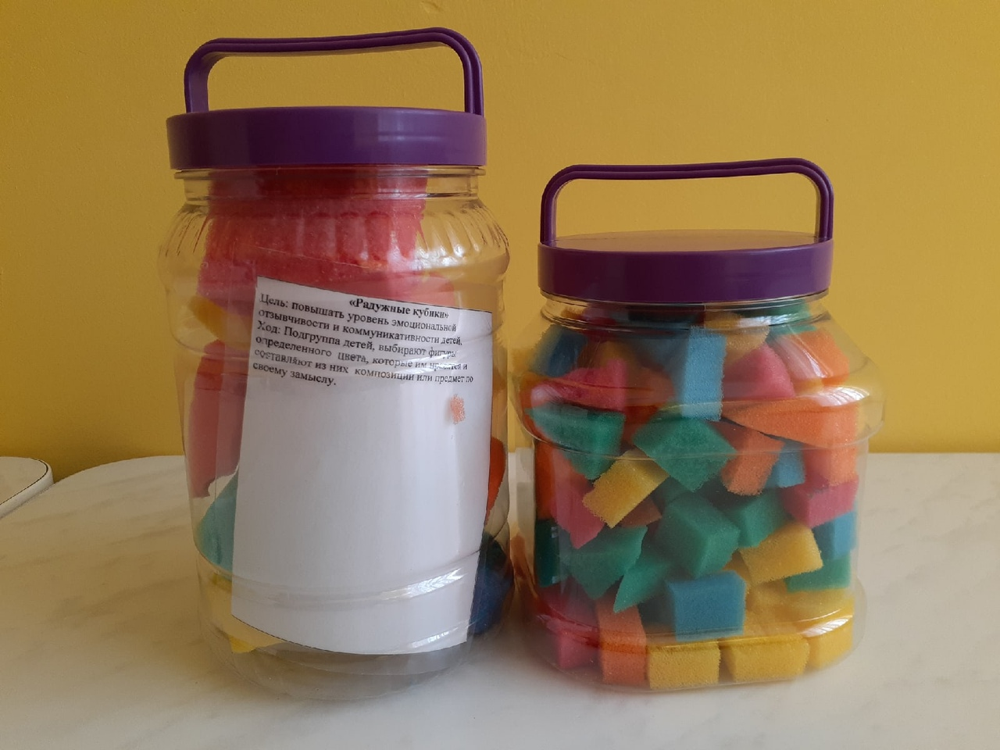 «Радужные кубики»
Цель: повышать уровень эмоциональной
отзывчивости и коммуникативности детей.
Ход: Подгруппа детей, выбирают фигуры
определенного цвета, которые им нравятся и
составляют из них композиции или предмет по
своему замыслу.